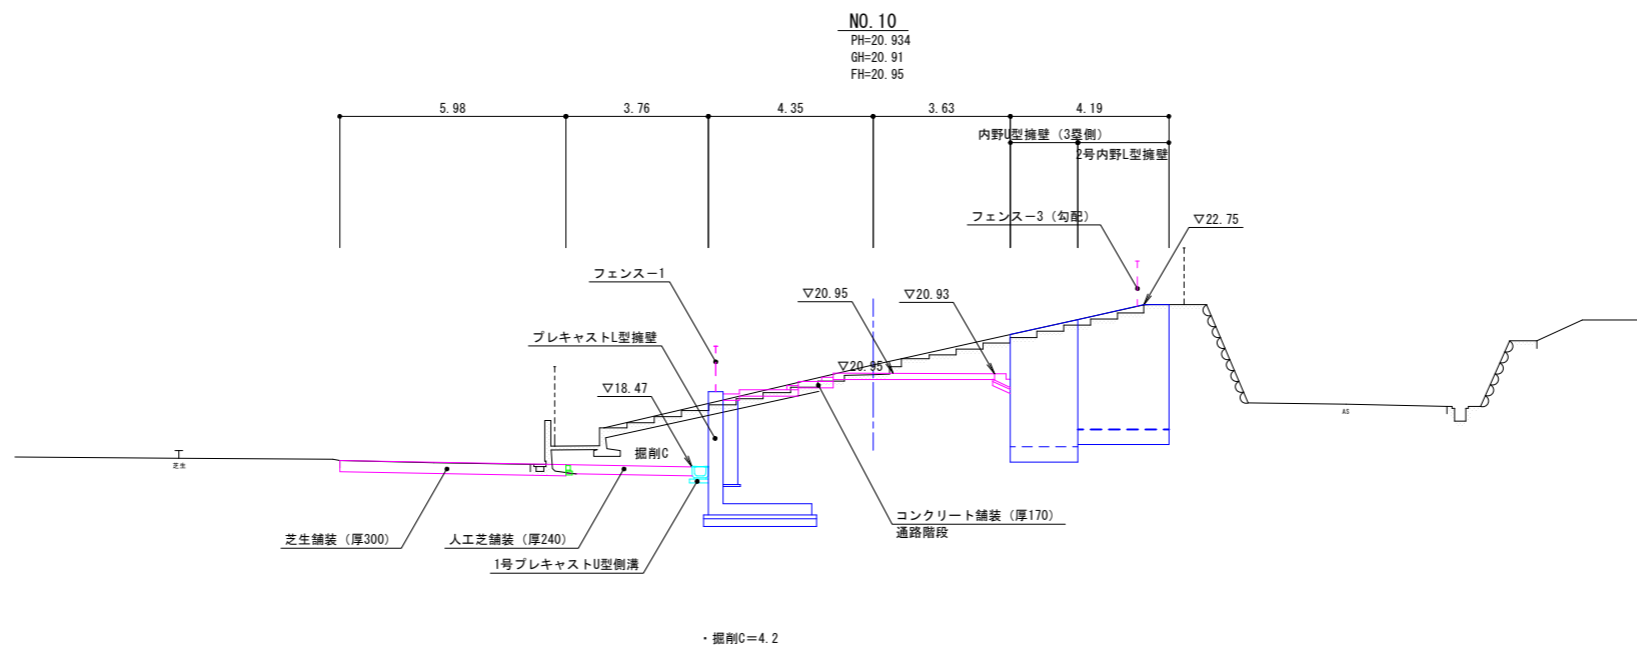 NO.10
PH=20.934
GH=20.91
FH=20.95
5.98
3.76
4.35
3.63
4.19
内野U型擁壁(3塁側)
2号内野L型擁壁
フェンスー3(勾配)
▽22.75
フェンスー1
▽20.95
▽20.93
プレキャストL型擁壁
▽20.95
▽18.47
掘削C
芝生
AS
コンクリート舗装(厚170)
通路階段
芝生舗装(厚300)
人工芝舗装(厚240)
1号プレキャストU型側溝
・掘削C=4.2